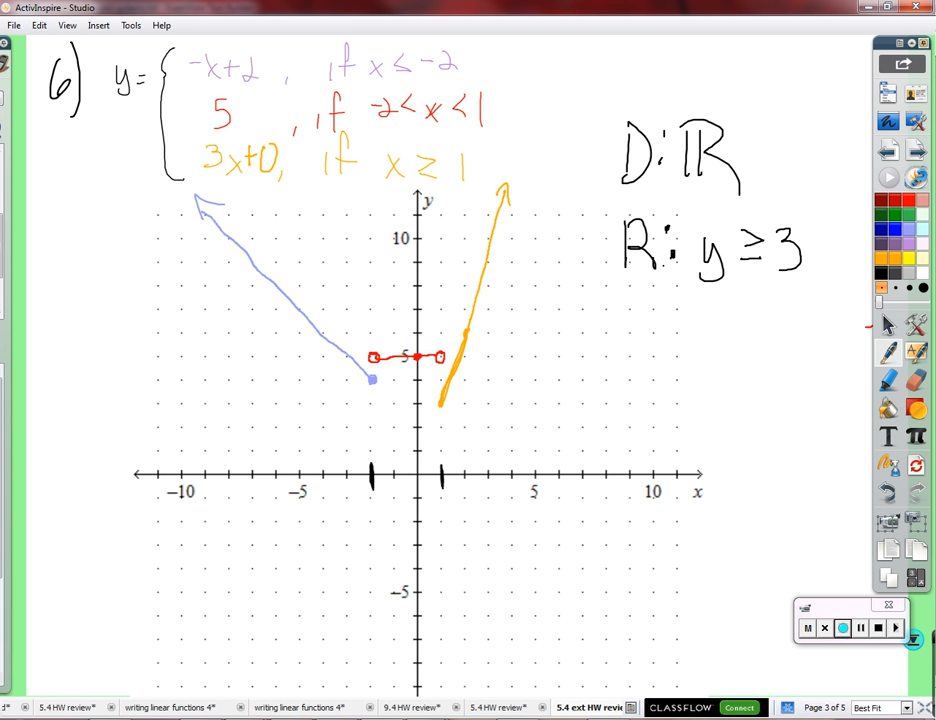 ActivInspire - Studio
File Edit View Insert Tools Help
6) y= -x+2 , if x ≤ -2
5 , if -2 < x < 1
3x+0, if x ≥ 1
D: ℝ
R: y ≥ 3
y
10
5
-10 -5 5 10 x
-5
T π
M
d* 5.4 HW review* writing linear functions 4* writing linear functions 4* 9.4 HW review* 5.4 HW review* 5.4 ext HW revie CLASSFLOW Connect Page 3 of 5 Best Fit